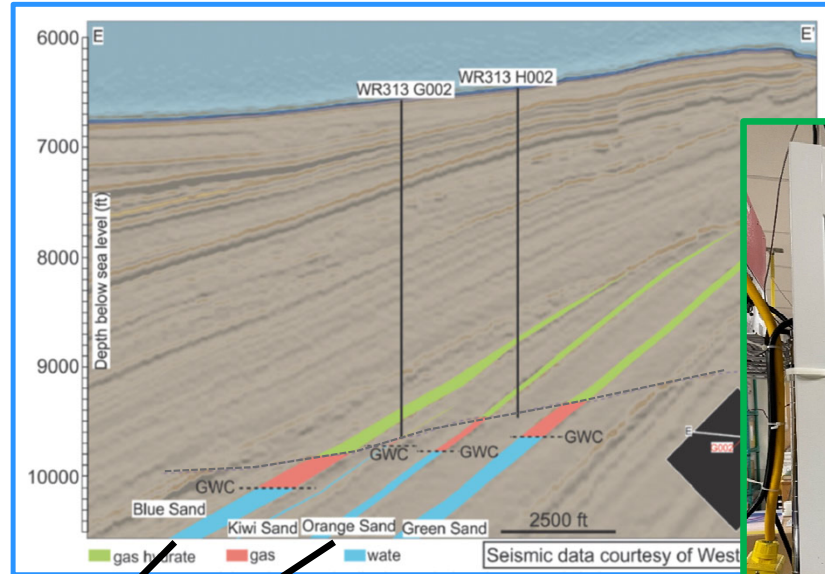 6000
E
E'
WR313 G002
WR313 H002
7000
8000
Depth below sea level (ft)
9000
E
G002
GWC
GWC
GWC
10000
GWC
Blue Sand
Kiwi Sand
Orange Sand
Green Sand
2500 ft
gas hydrate
gas
wate
Seismic data courtesy of West